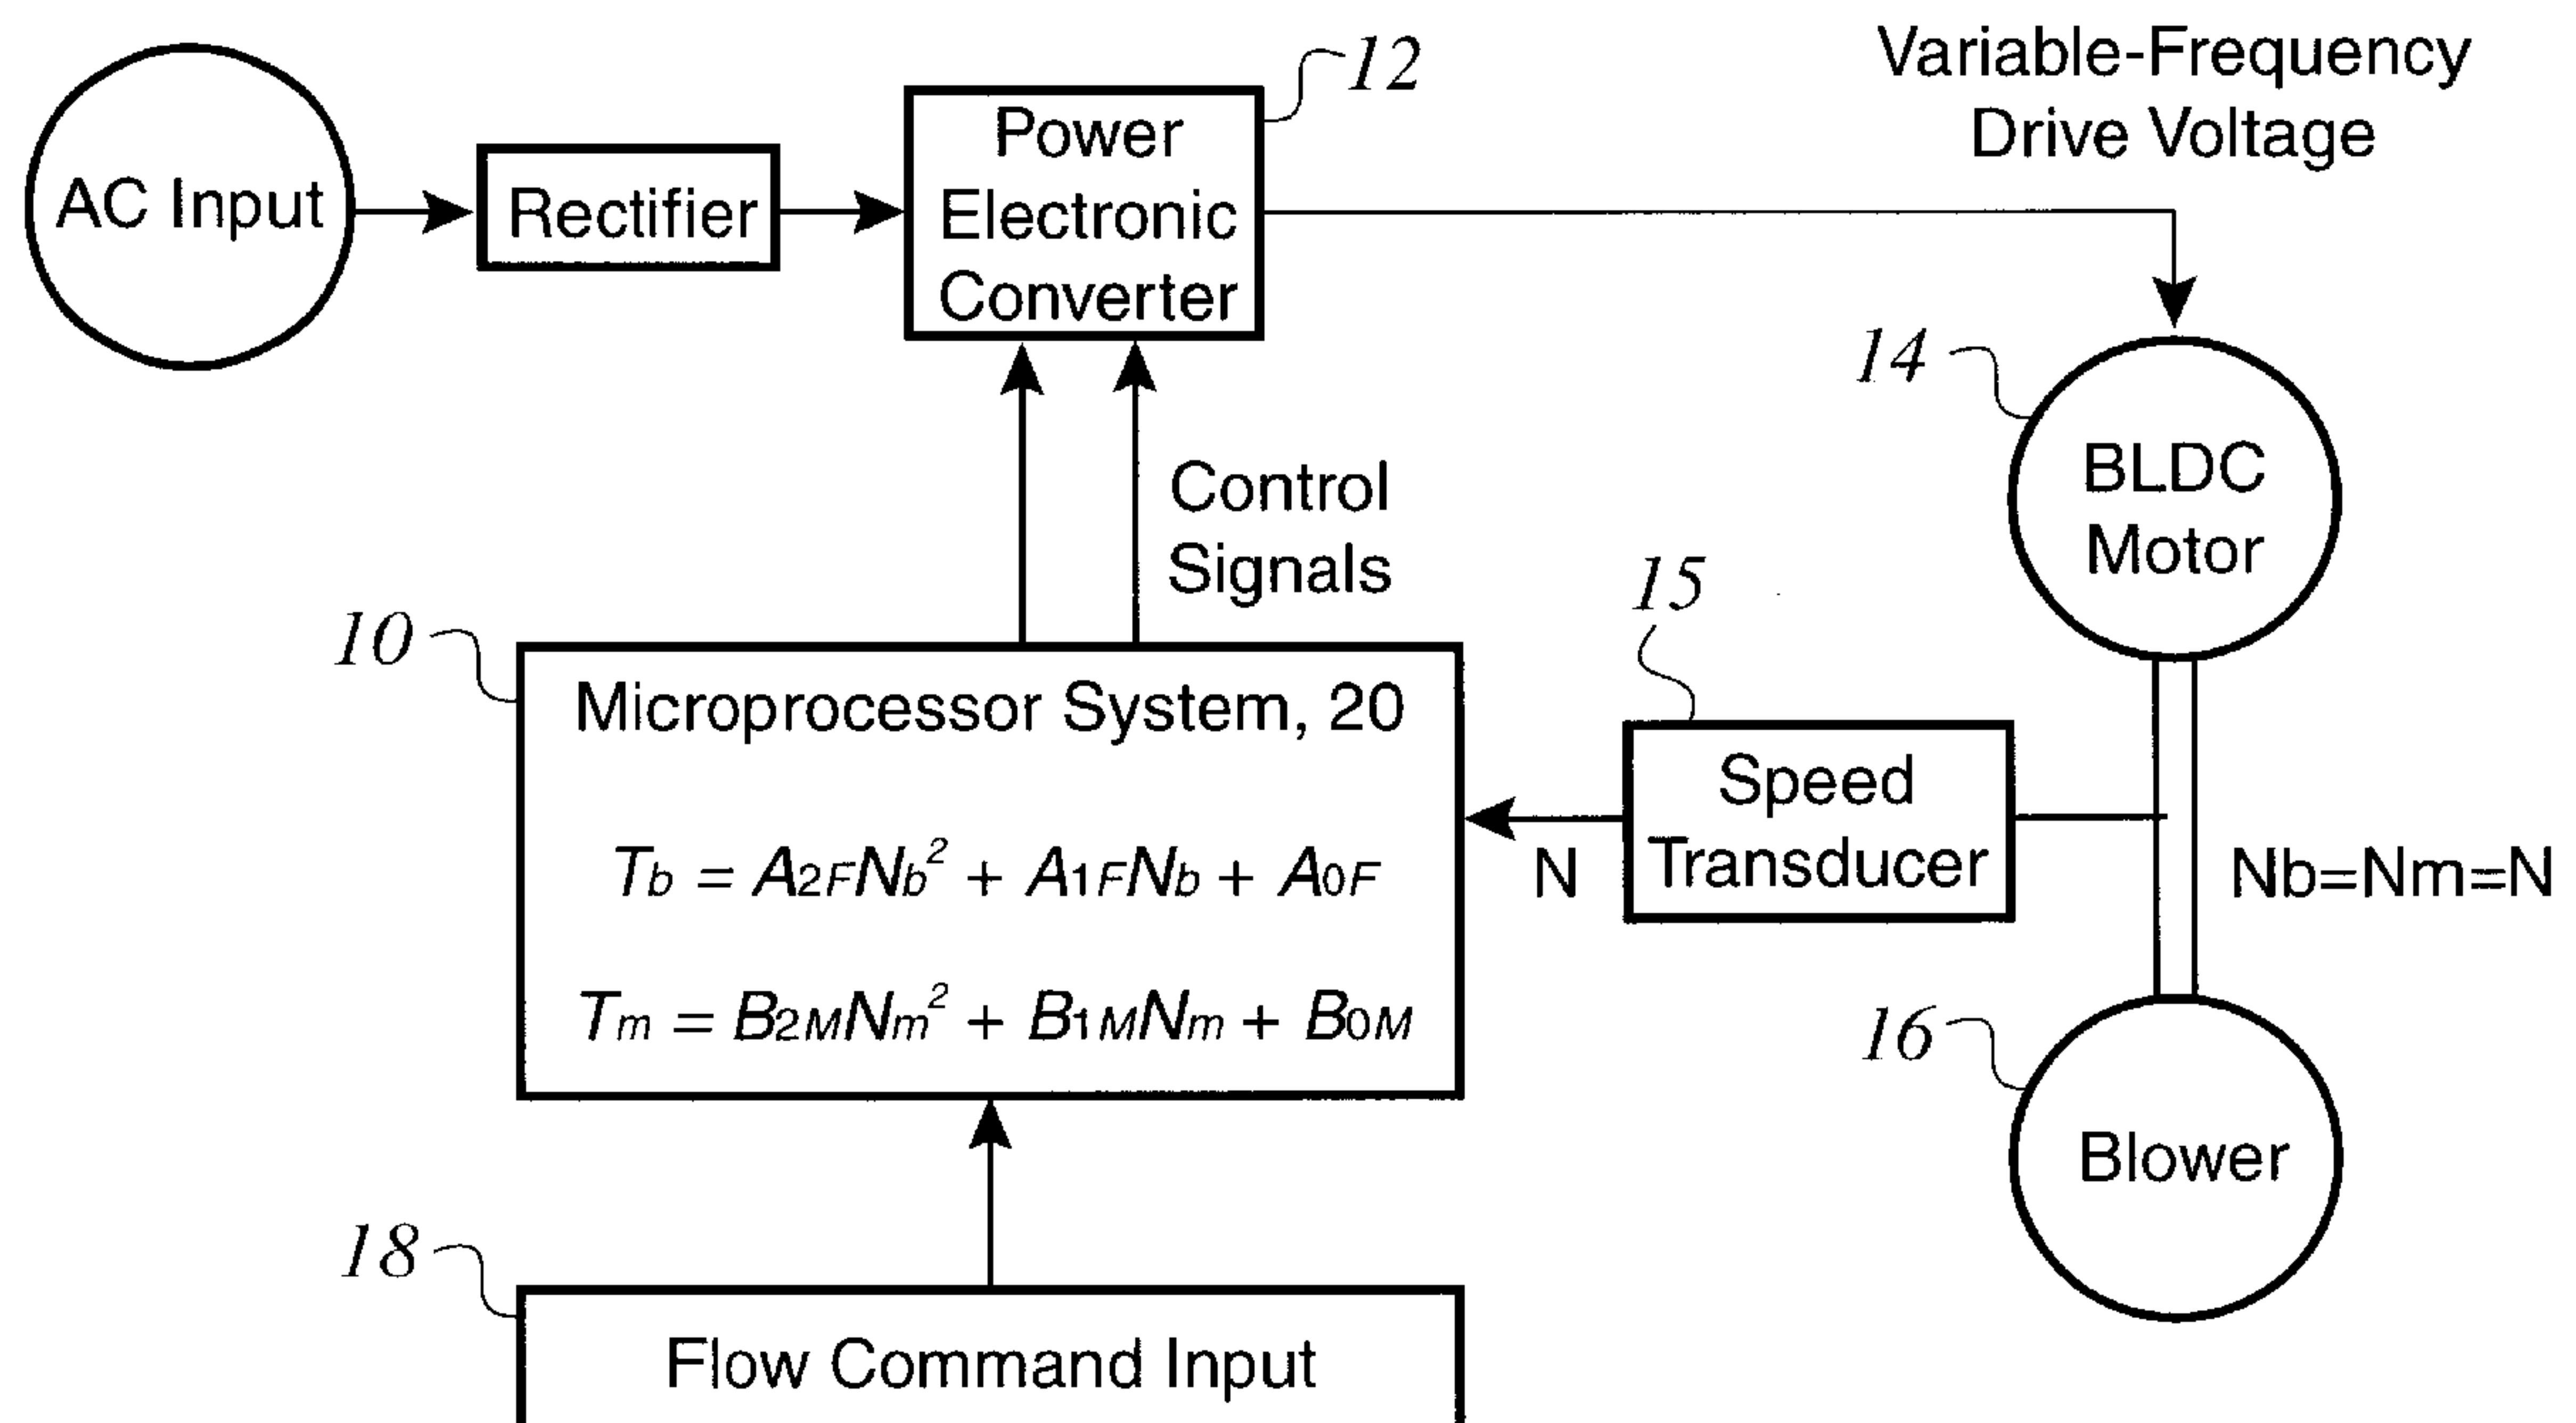 AC Input
Rectifier
Power
Electronic
Converter
12
Variable-Frequency
Drive Voltage
14
BLDC
Motor
Control
Signals
10
Microprocessor System, 20
Tb = A2FNb² + A1FNb + A0F
Tm = B2MNm² + B1MNm + B0M
15
Speed
Transducer
N
Nb=Nm=N
16
Blower
18
Flow Command Input